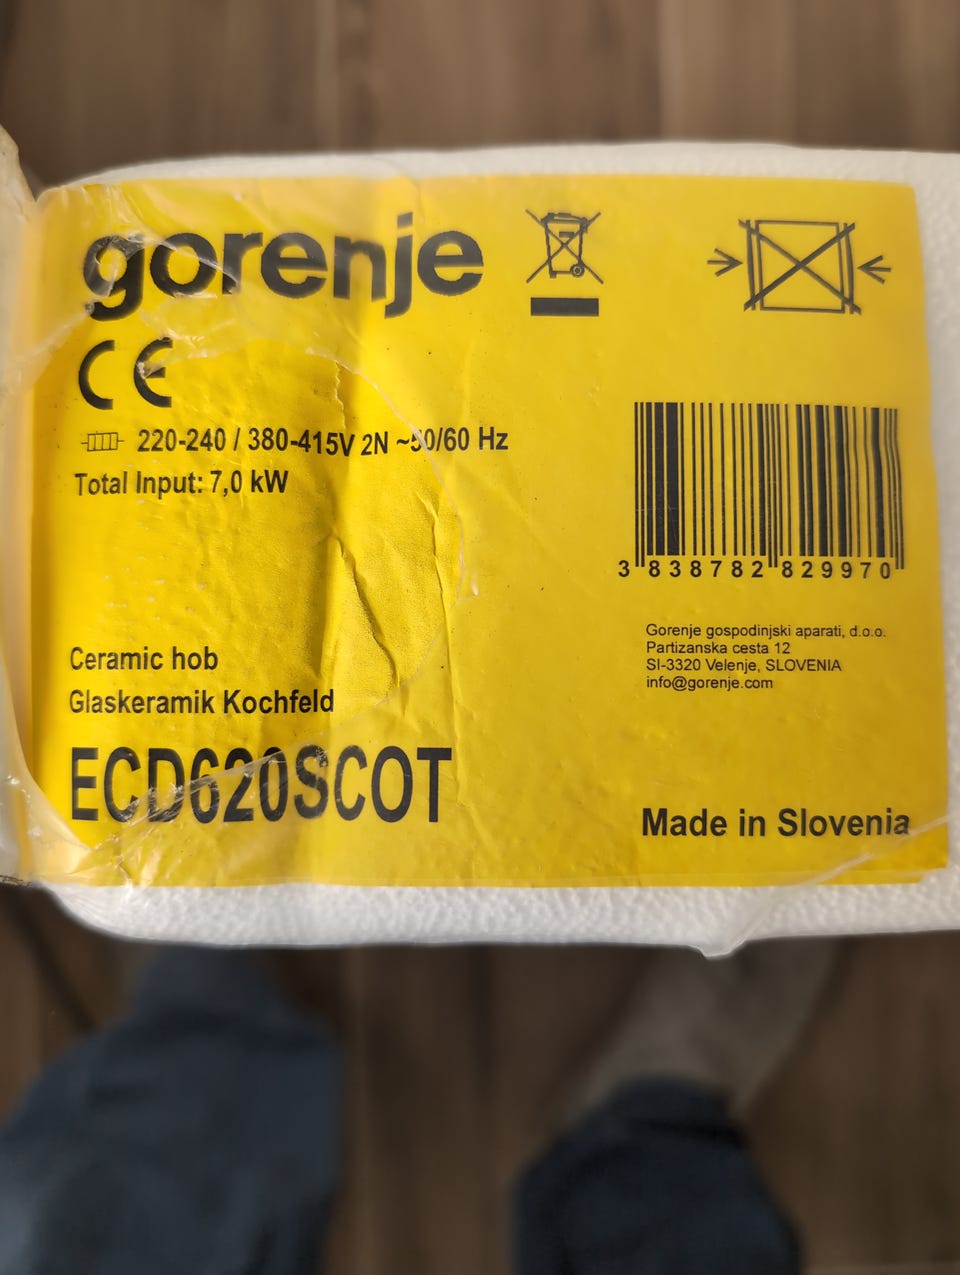 gorenje
CE
220-240 / 380-415V 2N ~50/60 Hz
Total Input: 7,0 kW
3 838782 829970
Gorenje gospodinjski aparati, d.o.o.
Partizanska cesta 12
SI-3320 Velenje, SLOVENIA
info@gorenje.com
Ceramic hob
Glaskeramik Kochfeld
ECD620SCOT
Made in Slovenia